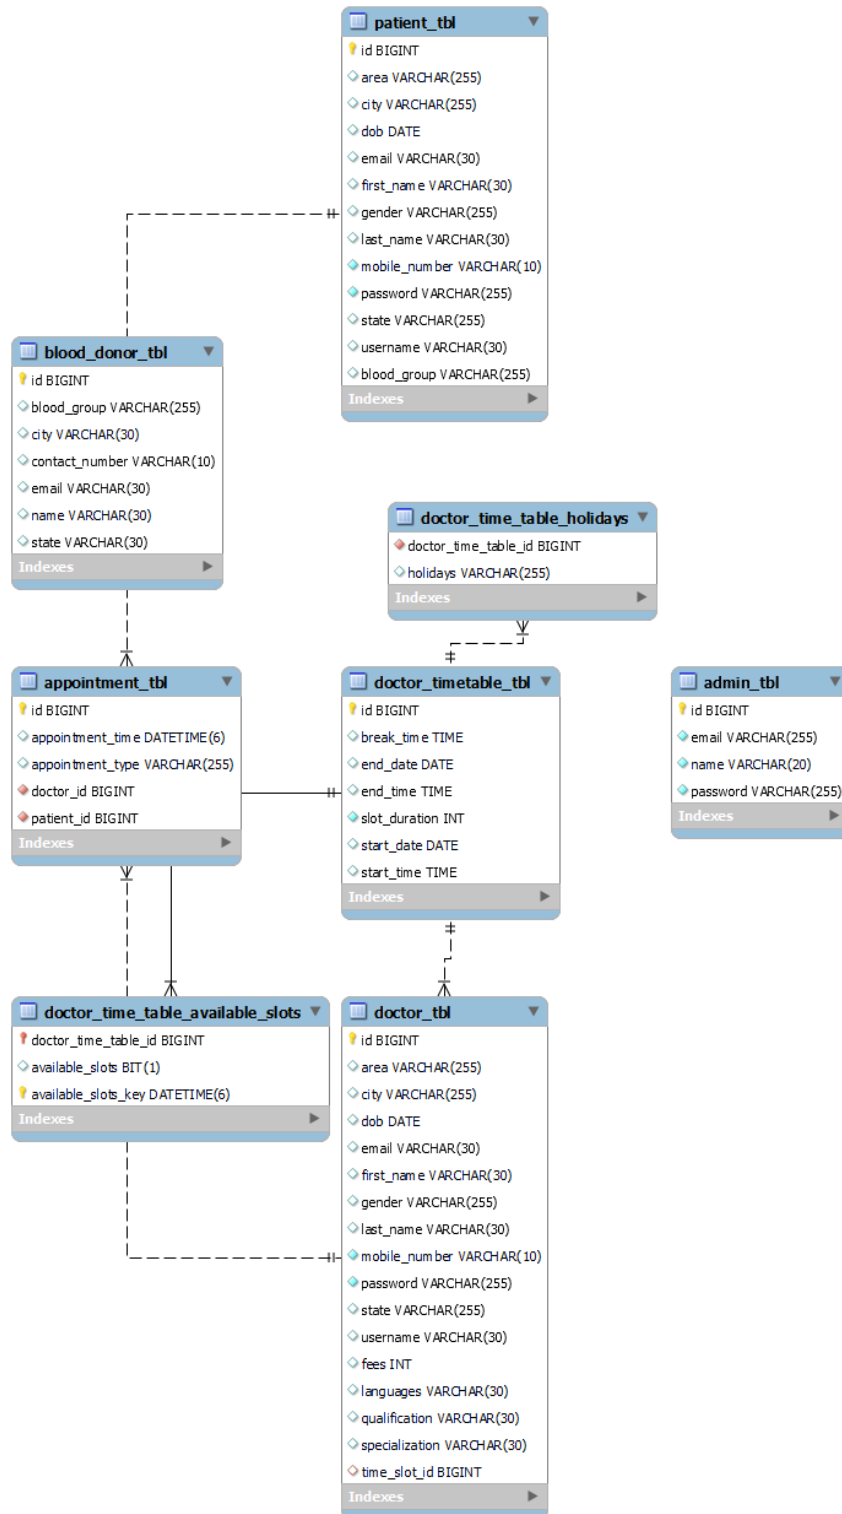 patient_tbl
id BIGINT
area VARCHAR(255)
city VARCHAR(255)
dob DATE
email VARCHAR(30)
first_name VARCHAR(30)
gender VARCHAR(255)
last_name VARCHAR(30)
mobile_number VARCHAR(10)
password VARCHAR(255)
state VARCHAR(255)
username VARCHAR(30)
blood_group VARCHAR(255)
Indexes
blood_donor_tbl
id BIGINT
blood_group VARCHAR(255)
city VARCHAR(30)
contact_number VARCHAR(10)
email VARCHAR(30)
name VARCHAR(30)
state VARCHAR(30)
Indexes
doctor_time_table_holidays
doctor_time_table_id BIGINT
holidays VARCHAR(255)
Indexes
appointment_tbl
id BIGINT
appointment_time DATETIME(6)
appointment_type VARCHAR(255)
doctor_id BIGINT
patient_id BIGINT
Indexes
doctor_timetable_tbl
id BIGINT
break_time TIME
end_date DATE
end_time TIME
slot_duration INT
start_date DATE
start_time TIME
Indexes
admin_tbl
id BIGINT
email VARCHAR(255)
name VARCHAR(20)
password VARCHAR(255)
Indexes
doctor_time_table_available_slots
doctor_time_table_id BIGINT
available_slots BIT(1)
available_slots_key DATETIME(6)
Indexes
doctor_tbl
id BIGINT
area VARCHAR(255)
city VARCHAR(255)
dob DATE
email VARCHAR(30)
first_name VARCHAR(30)
gender VARCHAR(255)
last_name VARCHAR(30)
mobile_number VARCHAR(10)
password VARCHAR(255)
state VARCHAR(255)
username VARCHAR(30)
fees INT
languages VARCHAR(30)
qualification VARCHAR(30)
specialization VARCHAR(30)
time_slot_id BIGINT
Indexes